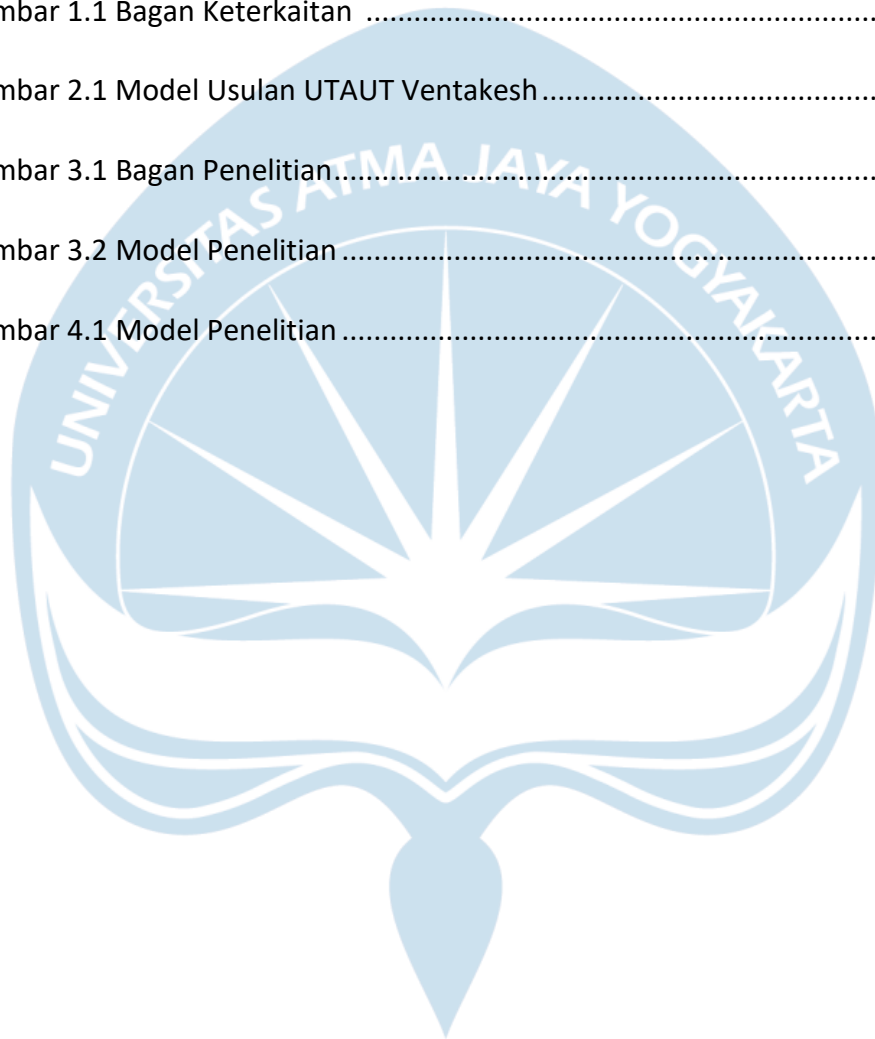 mbar 1.1 Bagan Keterkaitan ................................................................
mbar 2.1 Model Usulan UTAUT Ventakesh..........................................
mbar 3.1 Bagan Penelitian....................................................................
mbar 3.2 Model Penelitian ...................................................................
mbar 4.1 Model Penelitian ...................................................................
UNIVERSITAS ATMA JAYA YOGYAKARTA